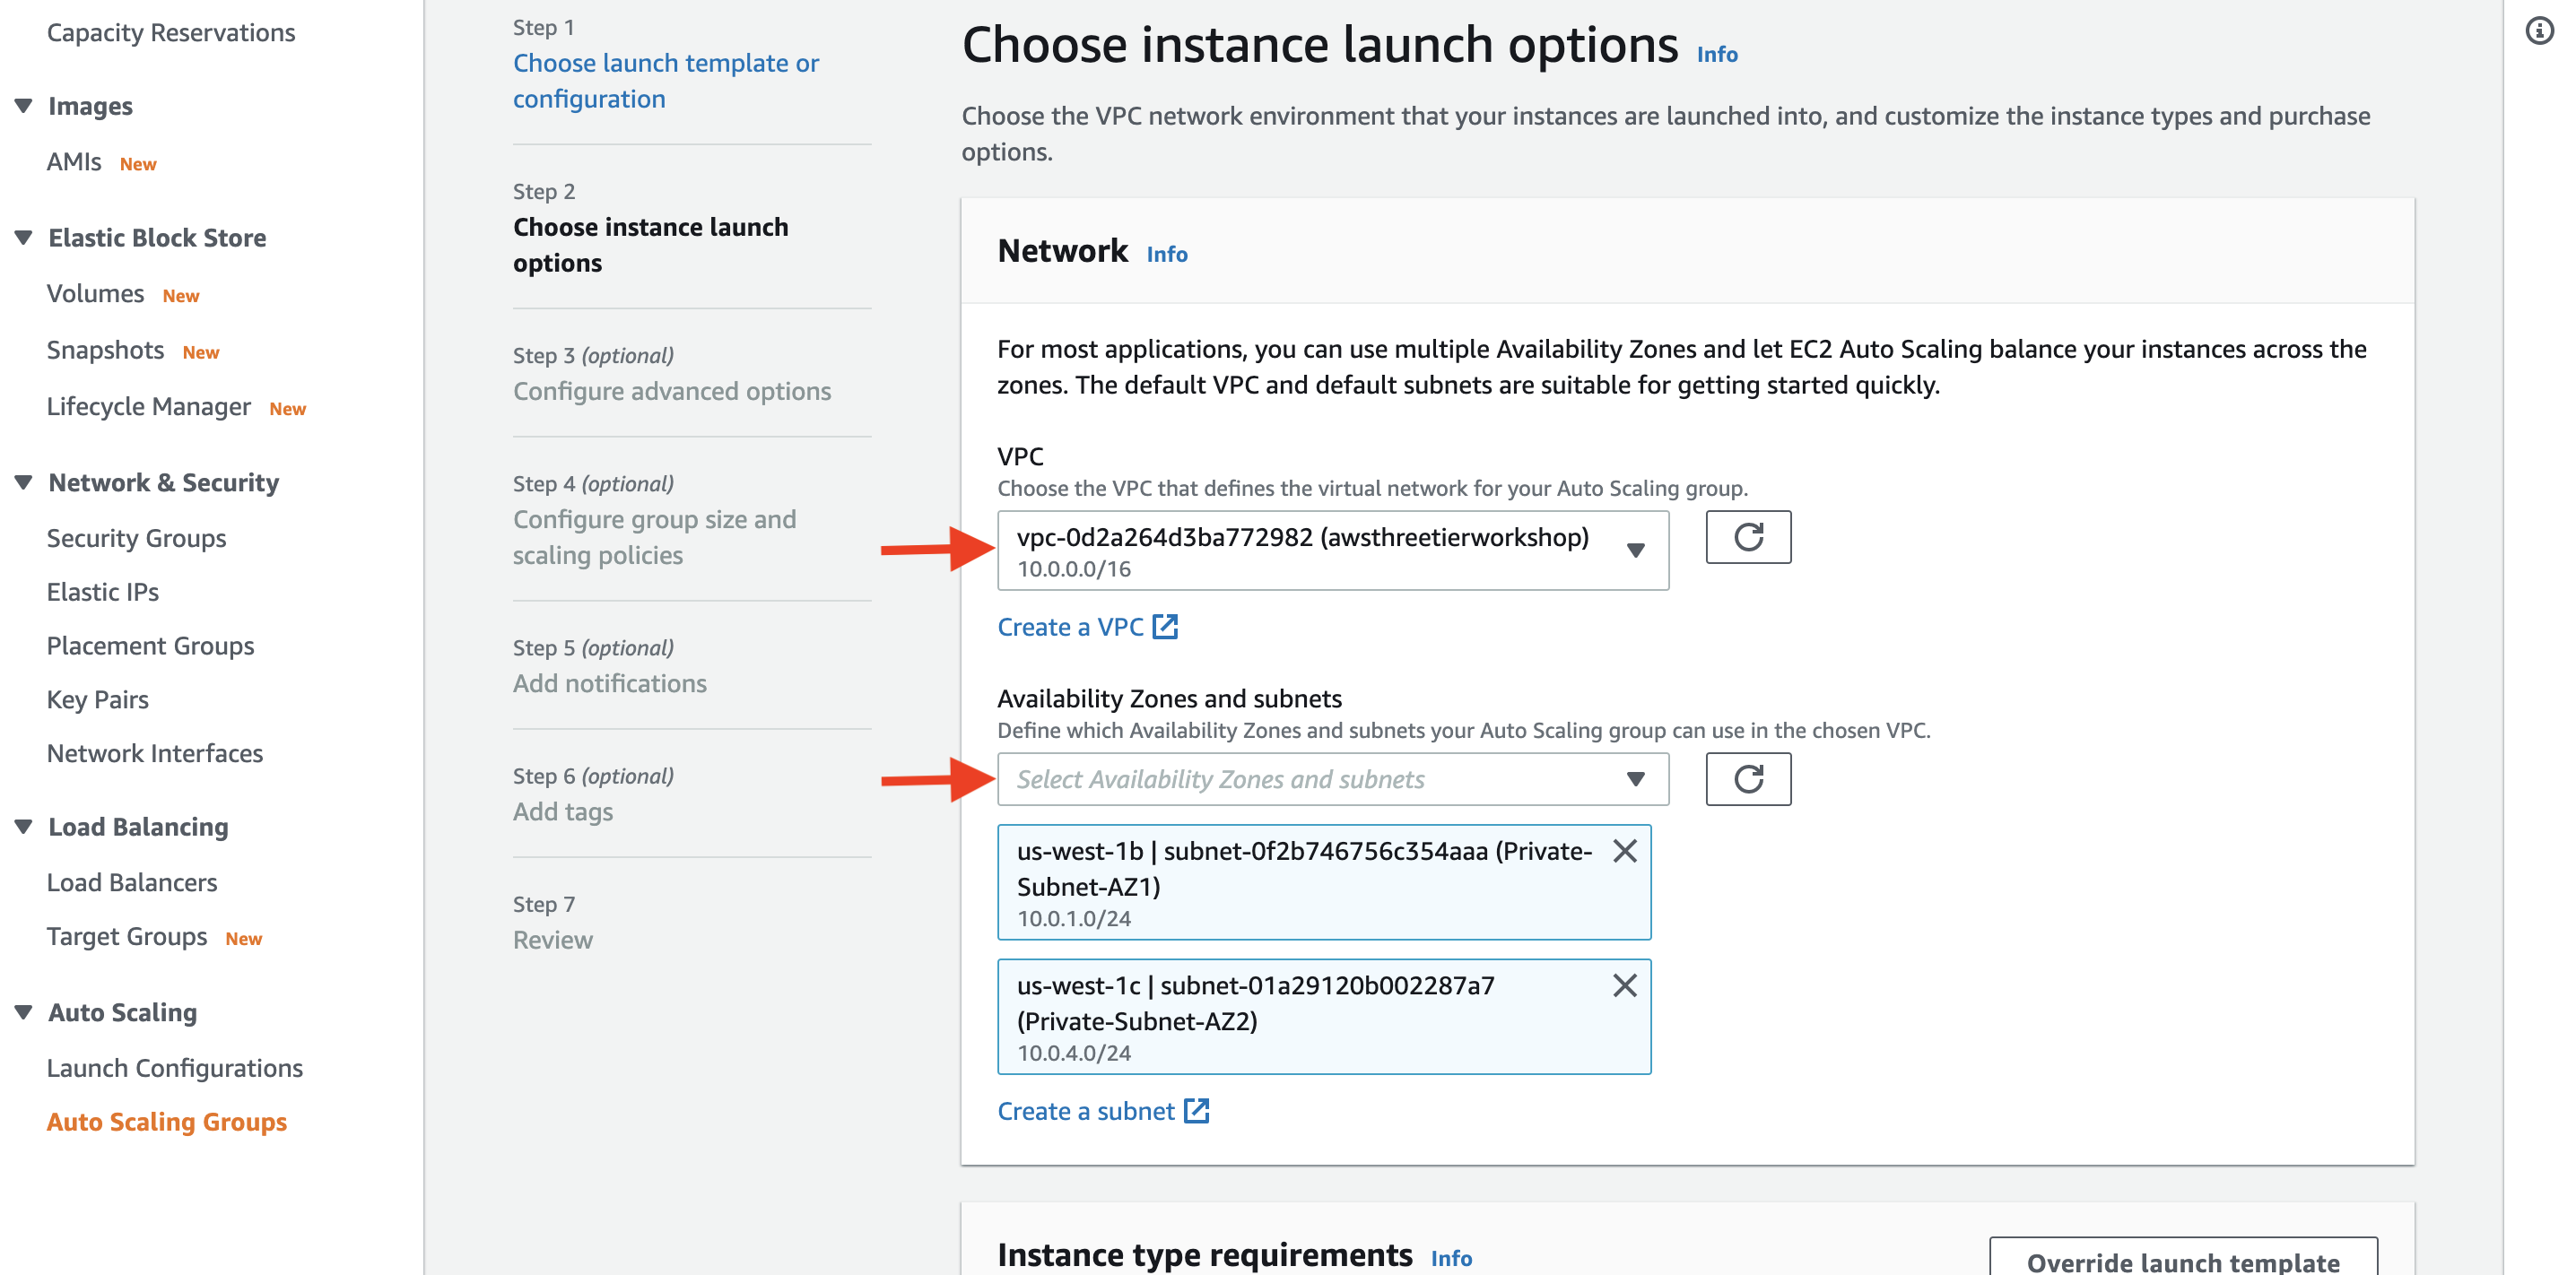 Capacity Reservations
Images
AMIs New
Elastic Block Store
Volumes New
Snapshots New
Lifecycle Manager New
Network & Security
Security Groups
Elastic IPs
Placement Groups
Key Pairs
Network Interfaces
Load Balancing
Load Balancers
Target Groups New
Auto Scaling
Launch Configurations
Auto Scaling Groups
Step 1
Choose launch template or
configuration
Step 2
Choose instance launch
options
Step 3 (optional)
Configure advanced options
Step 4 (optional)
Configure group size and
scaling policies
Step 5 (optional)
Add notifications
Step 6 (optional)
Add tags
Step 7
Review
Choose instance launch options Info
Choose the VPC network environment that your instances are launched into, and customize the instance types and purchase
options.
Network Info
For most applications, you can use multiple Availability Zones and let EC2 Auto Scaling balance your instances across the
zones. The default VPC and default subnets are suitable for getting started quickly.
VPC
Choose the VPC that defines the virtual network for your Auto Scaling group.
vpc-0d2a264d3ba772982 (awsthreetierworkshop)
10.0.0.0/16
Create a VPC
Availability Zones and subnets
Define which Availability Zones and subnets your Auto Scaling group can use in the chosen VPC.
Select Availability Zones and subnets
us-west-1b | subnet-0f2b746756c354aaa (Private-
Subnet-AZ1)
10.0.1.0/24
us-west-1c | subnet-01a29120b002287a7
(Private-Subnet-AZ2)
10.0.4.0/24
Create a subnet
Instance type requirements Info
Override launch template